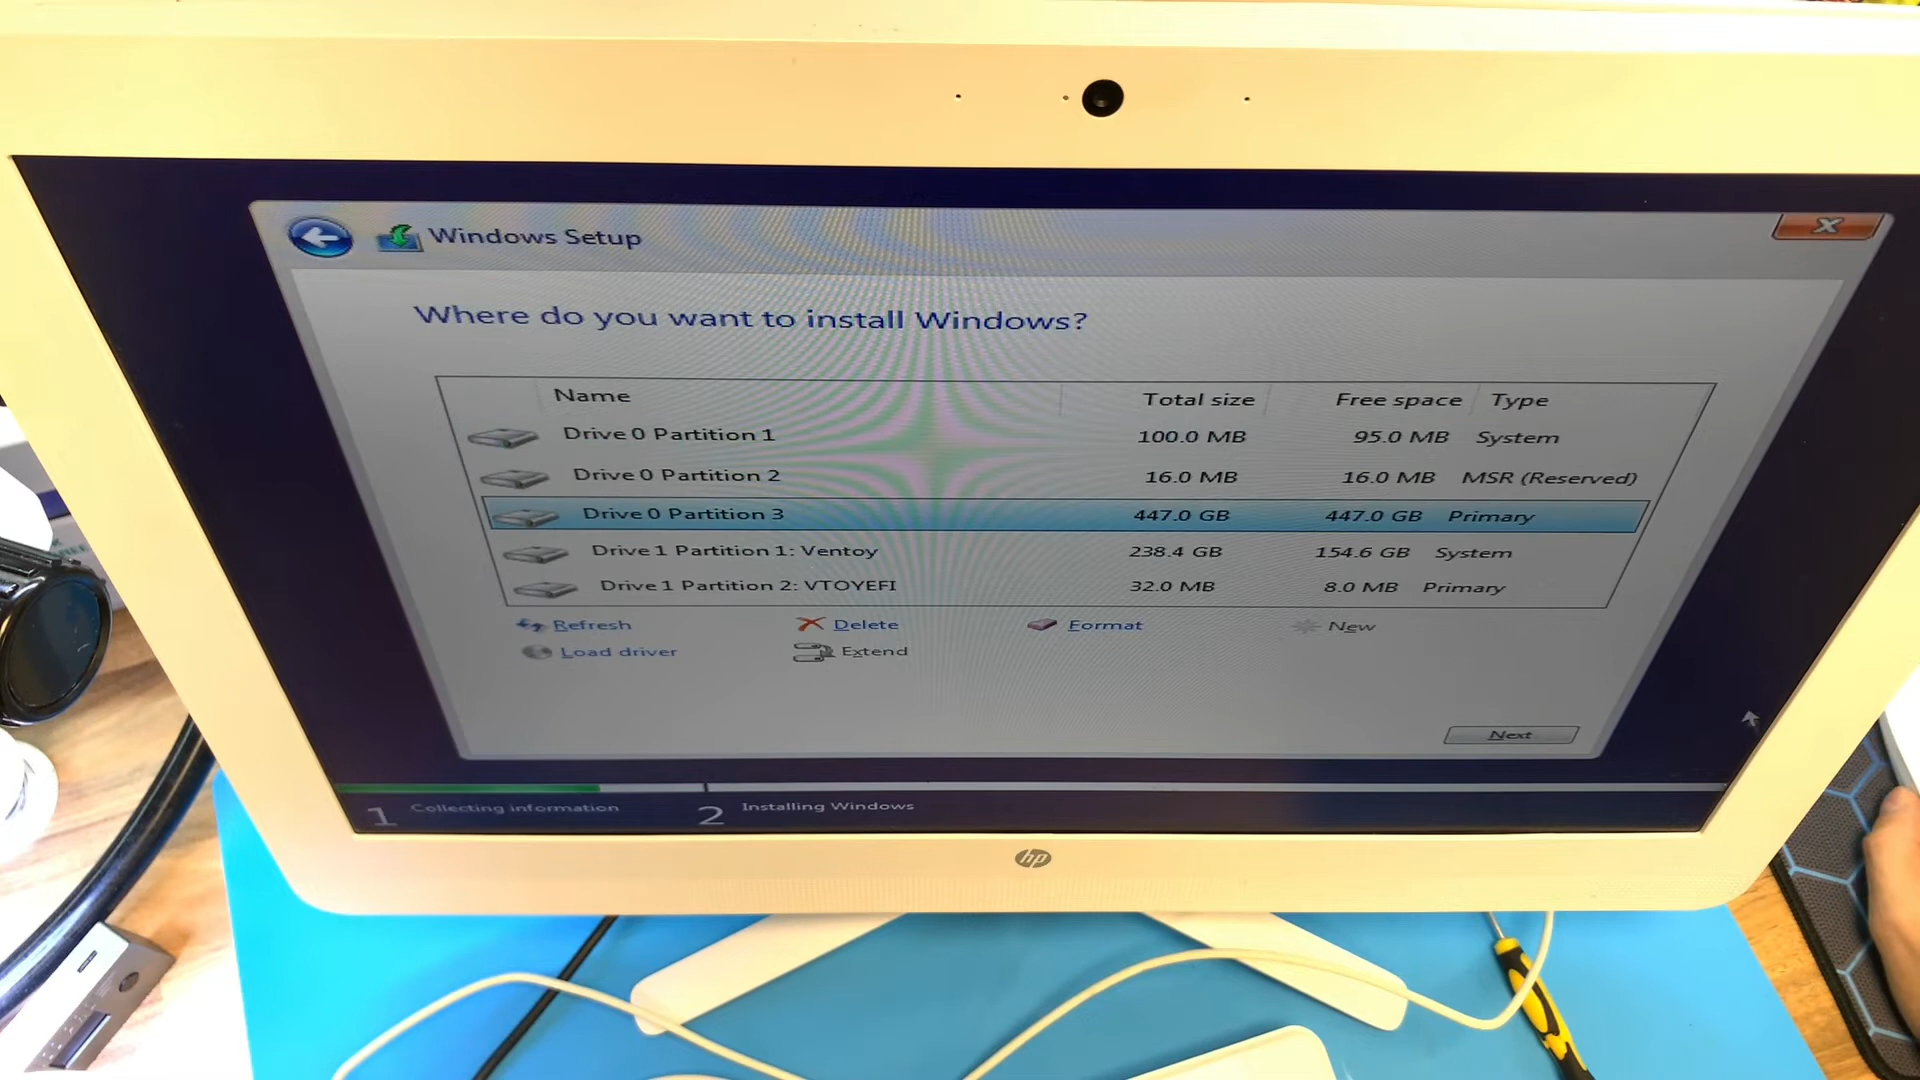 Windows Setup
X
Where do you want to install Windows?
Name Total size Free space Type
Drive 0 Partition 1 100.0 MB 95.0 MB System
Drive 0 Partition 2 16.0 MB 16.0 MB MSR (Reserved)
Drive 0 Partition 3 447.0 GB 447.0 GB Primary
Drive 1 Partition 1: Ventoy 238.4 GB 154.6 GB System
Drive 1 Partition 2: VTOYEFI 32.0 MB 8.0 MB Primary
Refresh Delete Format New
Load driver Extend
Next
1 Collecting information 2 Installing Windows
hp